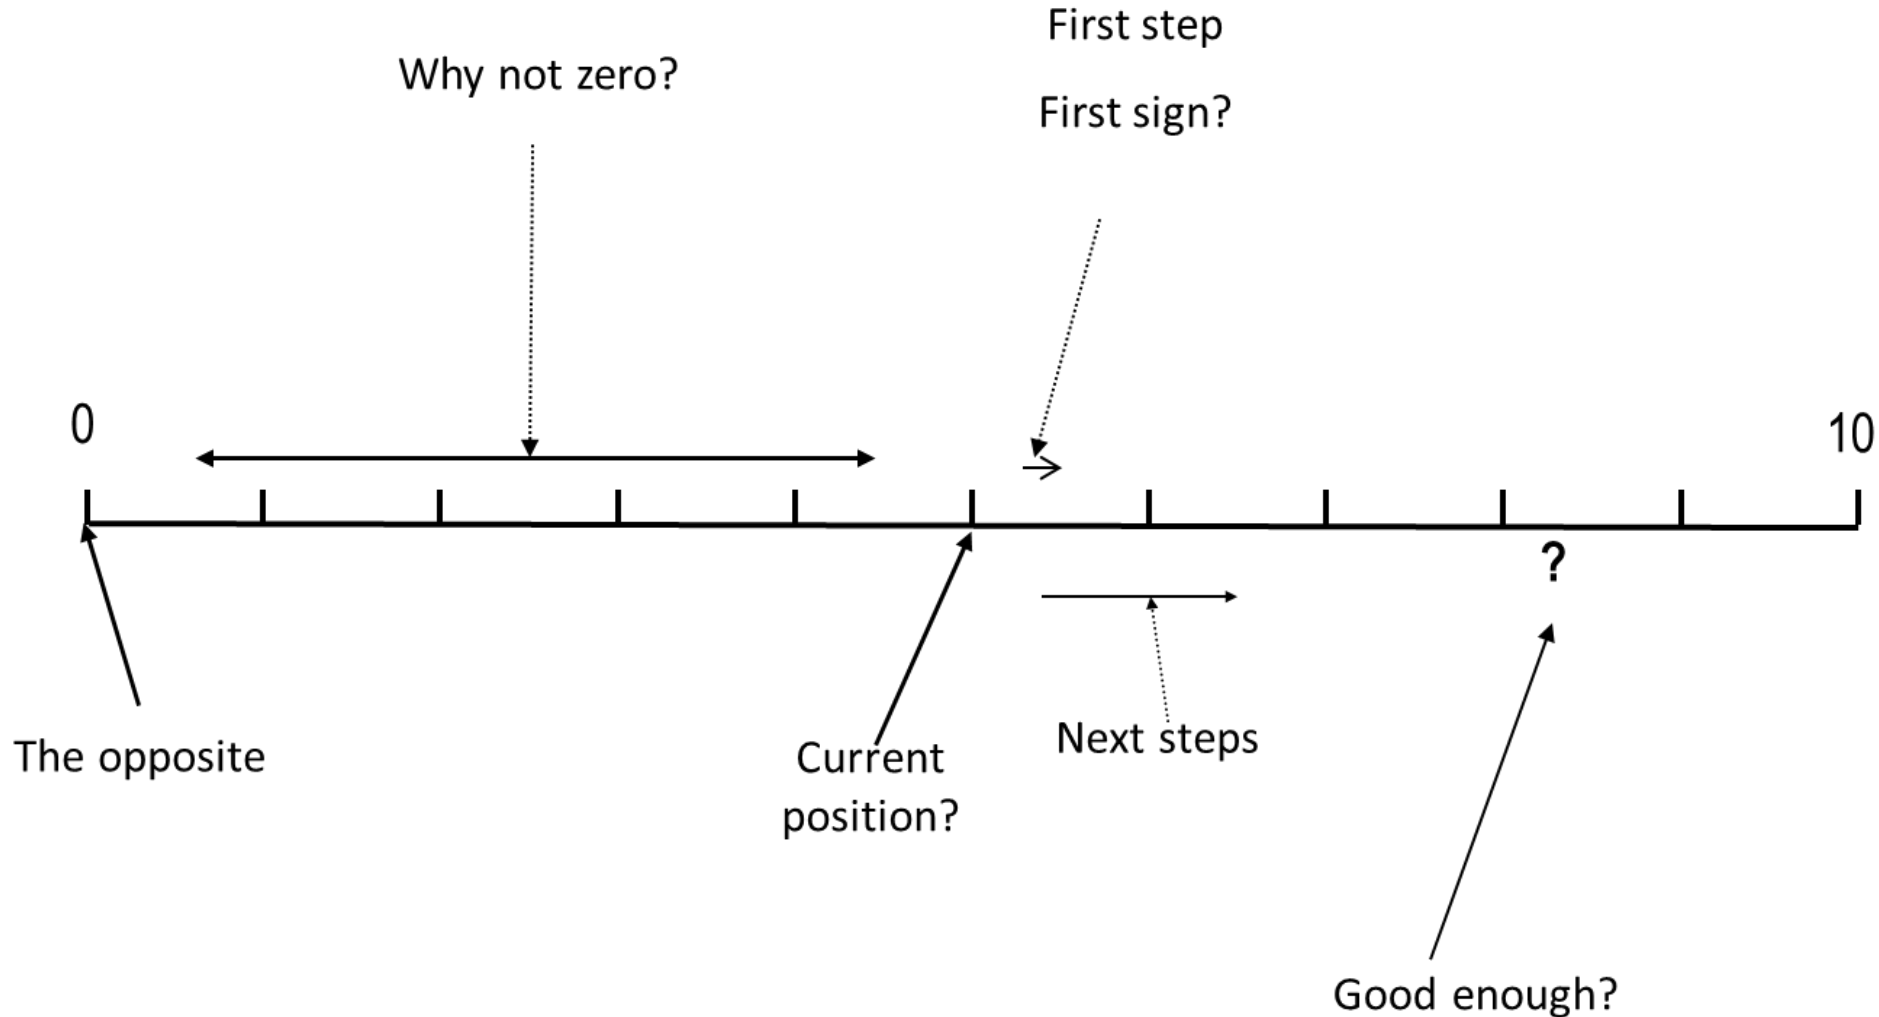 First step
Why not zero?
First sign?
0
10
?
The opposite
Current
position?
Next steps
Good enough?